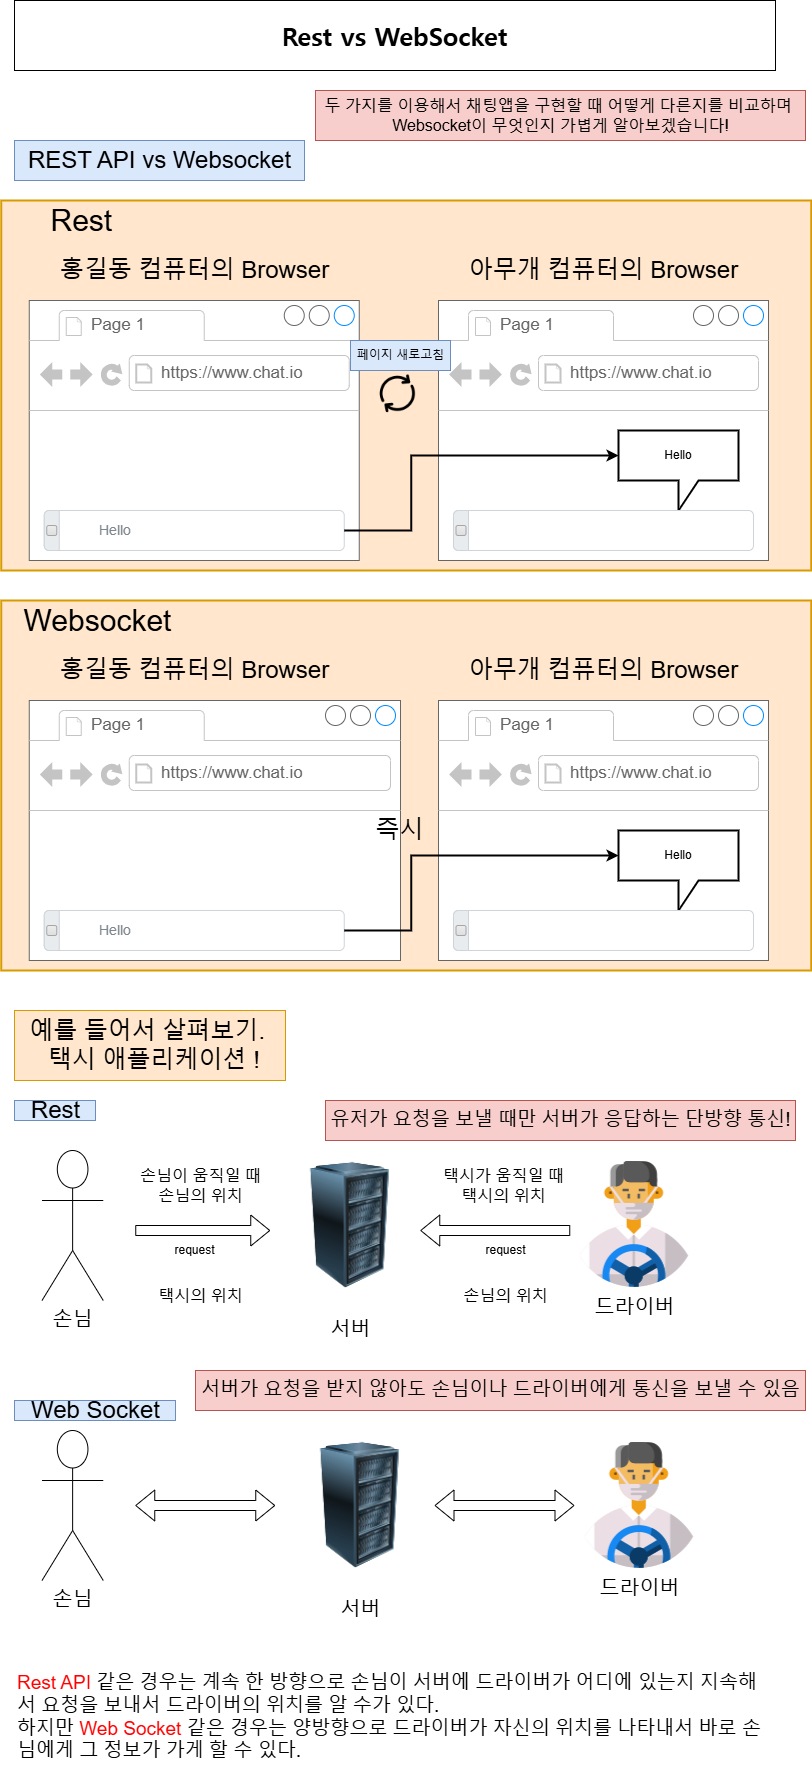 Rest vs WebSocket
두 가지를 이용해서 채팅앱을 구현할 때 어떻게 다른지를 비교하며
Websocket이 무엇인지 가볍게 알아보겠습니다!
REST API vs Websocket
Rest
홍길동 컴퓨터의 Browser
아무개 컴퓨터의 Browser
Page 1
Page 1
페이지 새로고침
https://www.chat.io
https://www.chat.io
Hello
Hello
Websocket
홍길동 컴퓨터의 Browser
아무개 컴퓨터의 Browser
Page 1
Page 1
https://www.chat.io
https://www.chat.io
즉시
Hello
Hello
예를 들어서 살펴보기.
택시 애플리케이션 !
Rest
유저가 요청을 보낼 때만 서버가 응답하는 단방향 통신!
손님이 움직일 때
손님의 위치
택시가 움직일 때
택시의 위치
request
request
택시의 위치
손님의 위치
손님
서버
드라이버
서버가 요청을 받지 않아도 손님이나 드라이버에게 통신을 보낼 수 있음
Web Socket
손님
서버
드라이버
Rest API 같은 경우는 계속 한 방향으로 손님이 서버에 드라이버가 어디에 있는지 지속해
서 요청을 보내서 드라이버의 위치를 알 수가 있다.
하지만 Web Socket 같은 경우는 양방향으로 드라이버가 자신의 위치를 나타내서 바로 손
님에게 그 정보가 가게 할 수 있다.